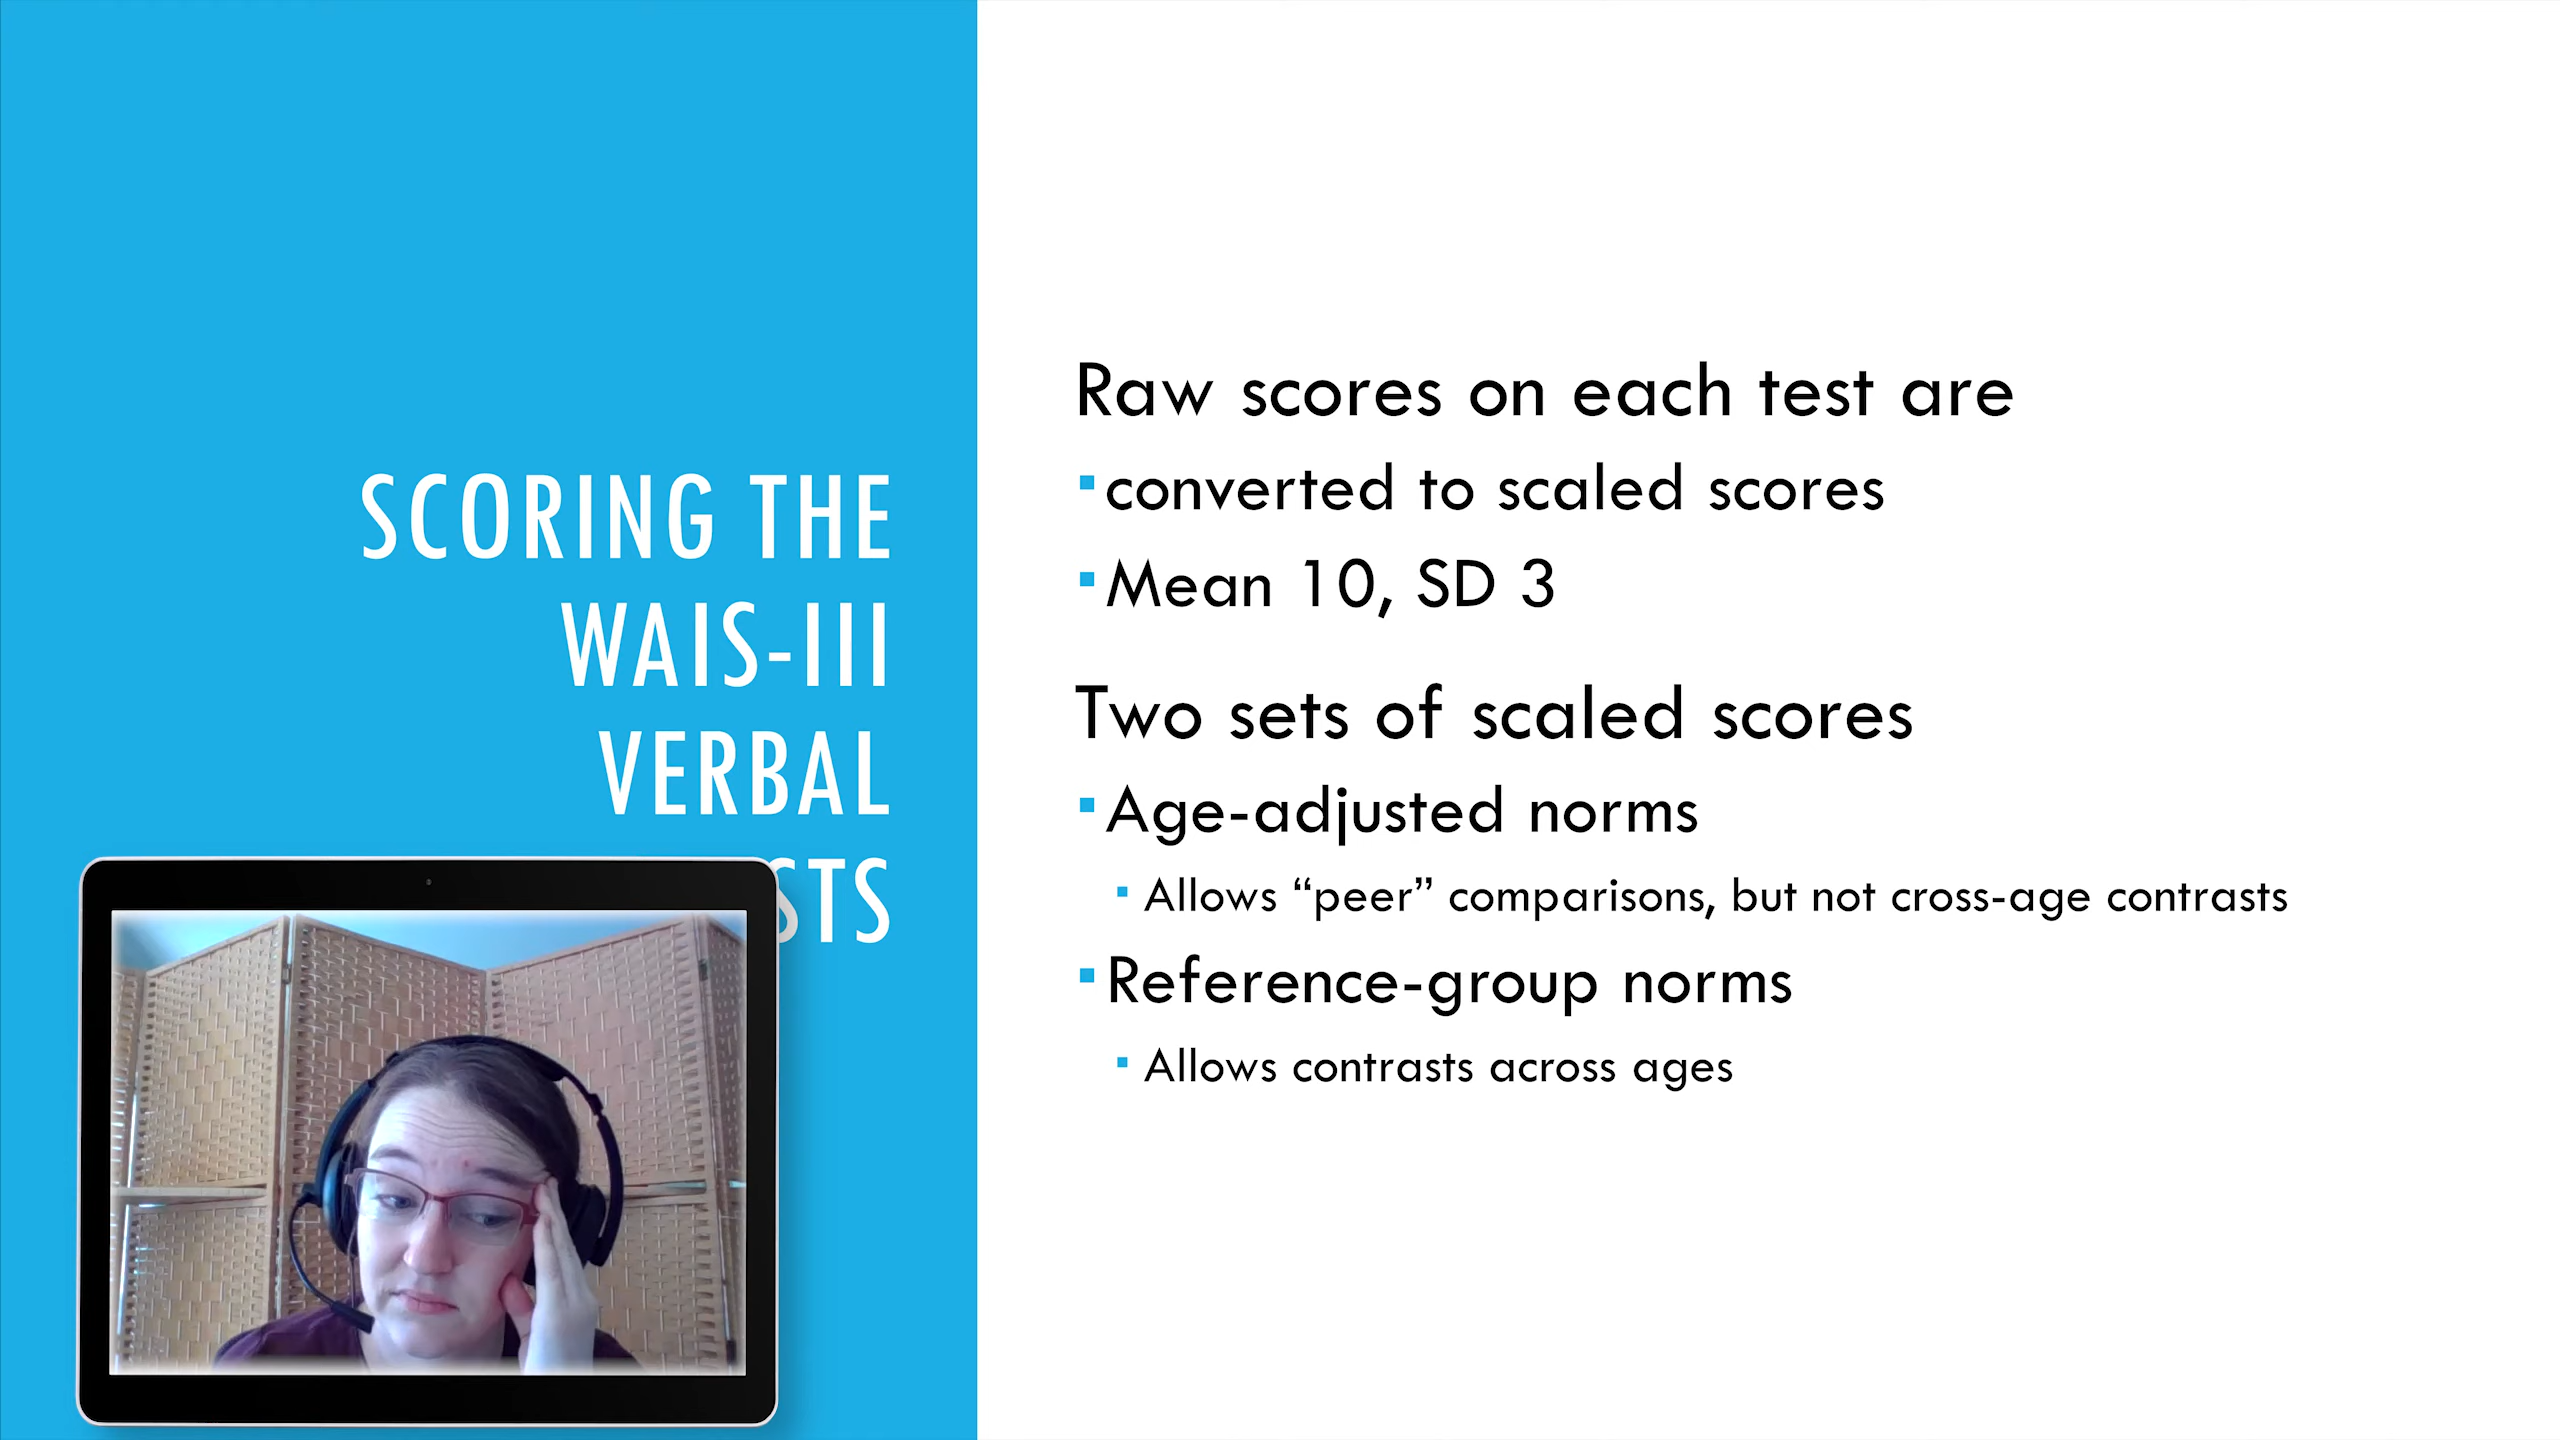 SCORING THE
WAIS-III
VERBAL
Raw scores on each test are
converted to scaled scores
Mean 10, SD 3
Two sets of scaled scores
Age-adjusted norms
Allows “peer” comparisons, but not cross-age contrasts
Reference-group norms
Allows contrasts across ages